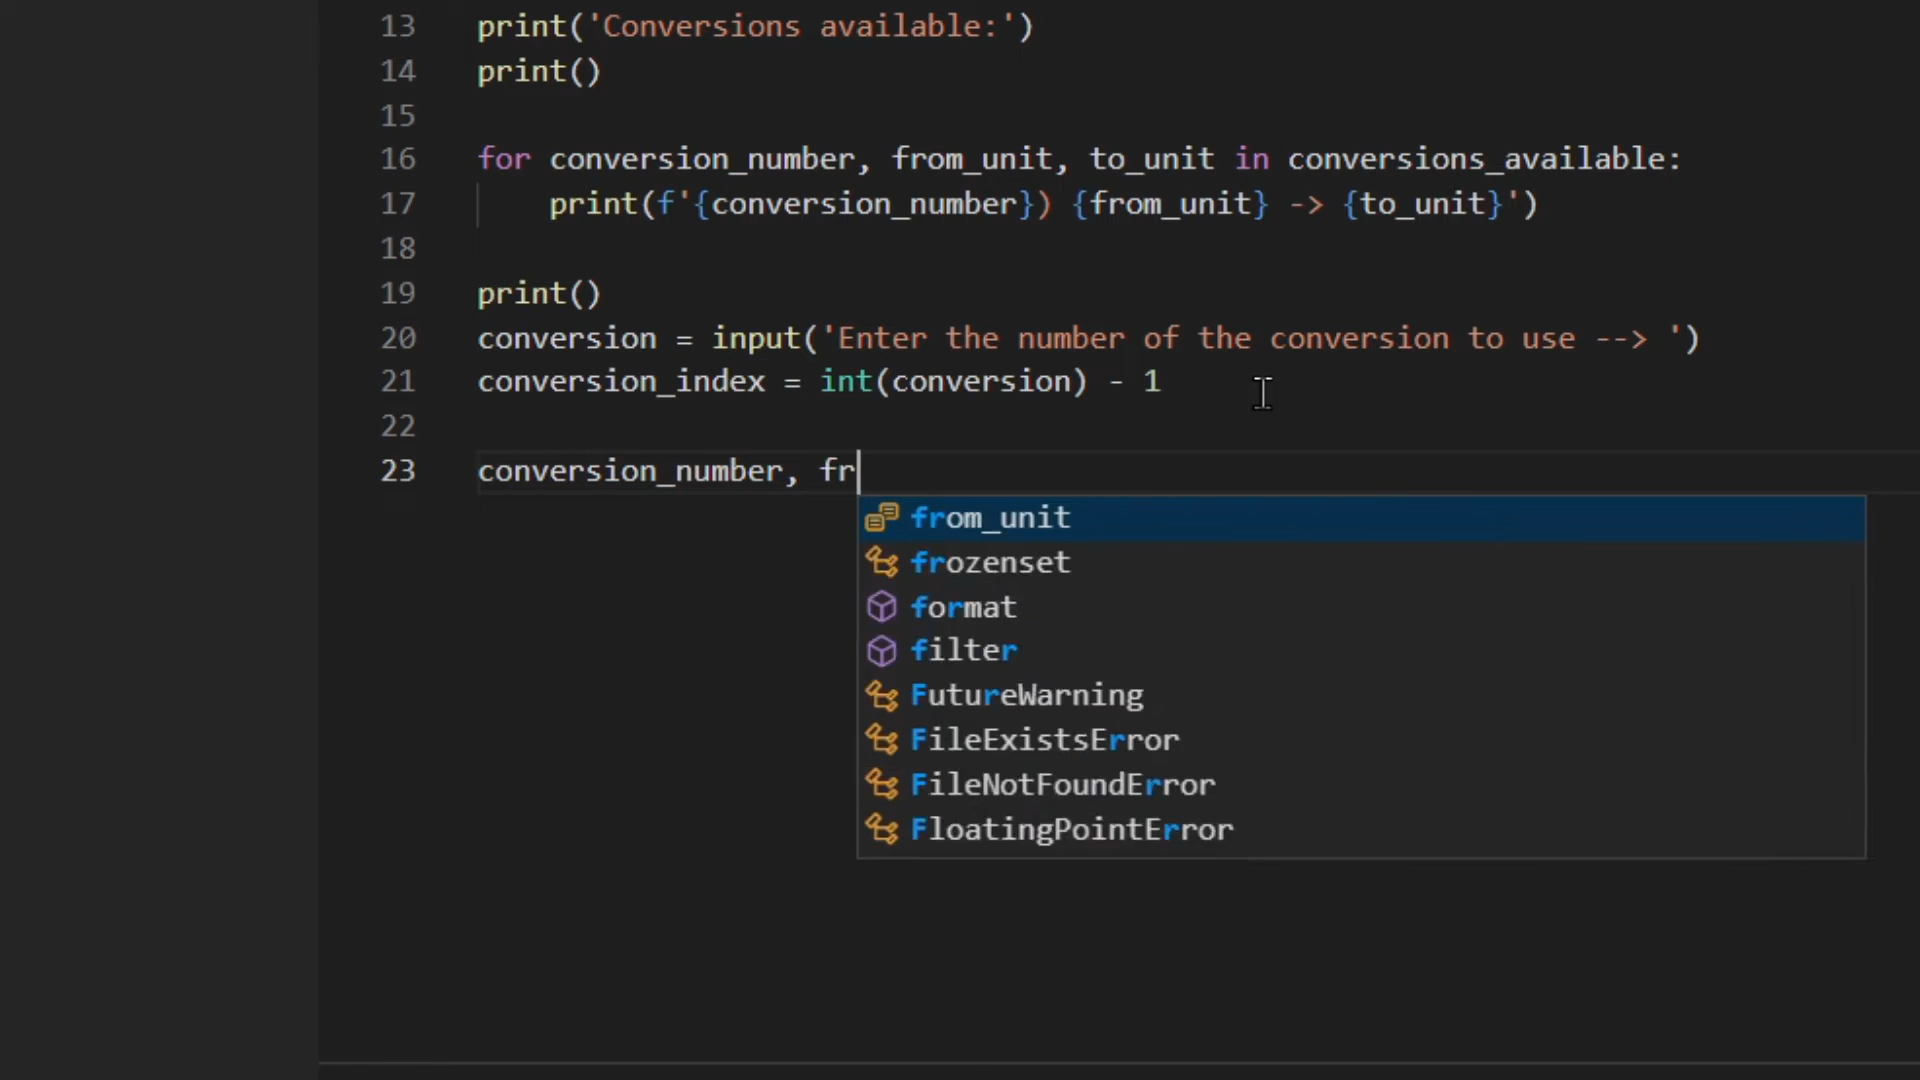 13 print('Conversions available:')
14 print()
15
16 for conversion_number, from_unit, to_unit in conversions_available:
17 print(f'{conversion_number}) {from_unit} -> {to_unit}')
18
19 print()
20 conversion = input('Enter the number of the conversion to use --> ')
21 conversion_index = int(conversion) - 1
22
23 conversion_number, fr
from_unit
frozenset
format
filter
FutureWarning
FileExistsError
FileNotFoundError
FloatingPointError